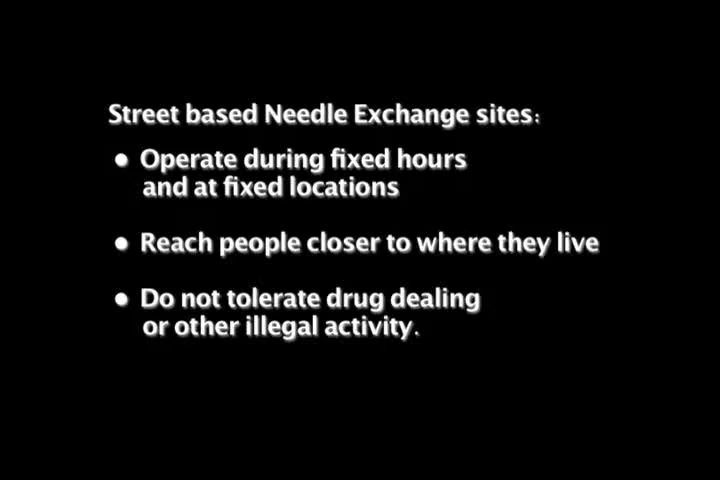 Street based Needle Exchange sites:
• Operate during fixed hours
and at fixed locations
• Reach people closer to where they live
• Do not tolerate drug dealing
or other illegal activity.